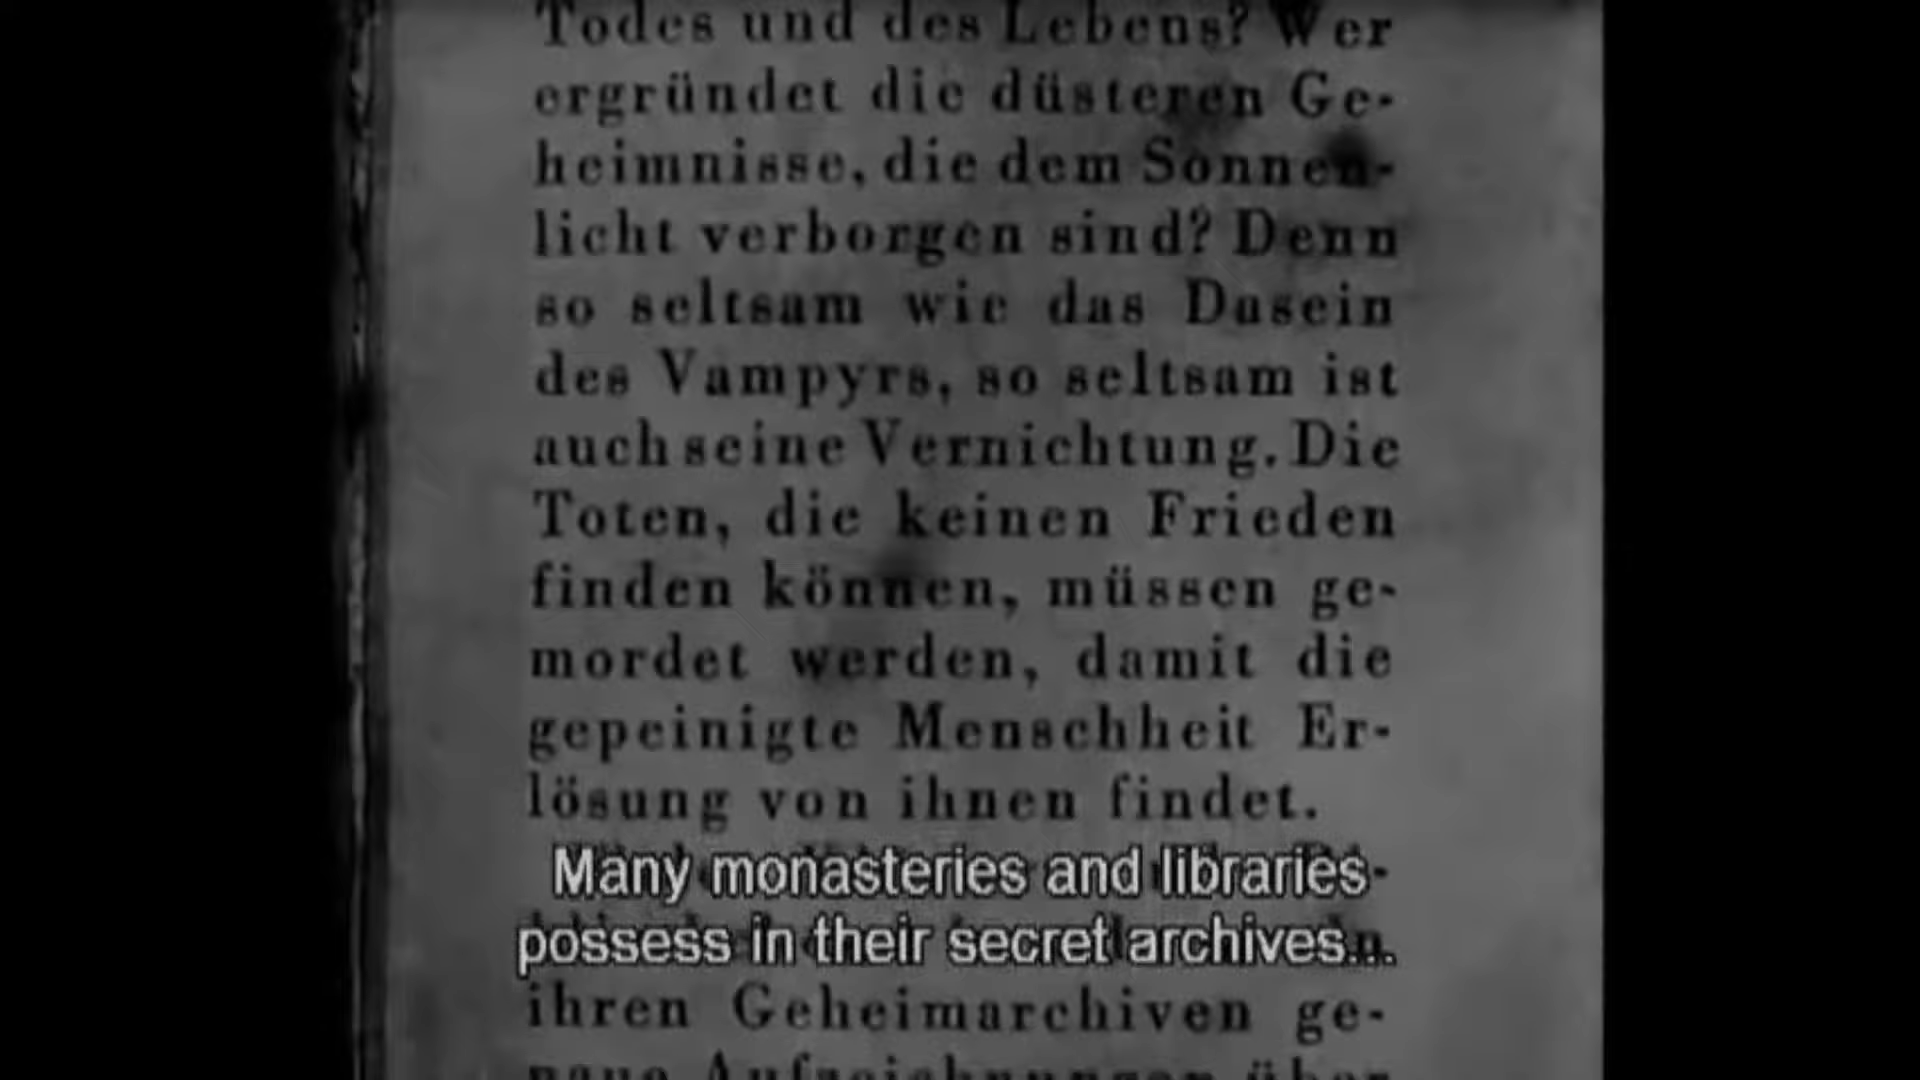 Todes und des Lebens? Wer
ergründet die düsteren Ge-
heimnisse, die dem Sonnen-
licht verborgen sind? Denn
so seltsam wie das Dasein
des Vampyrs, so seltsam ist
auch seine Vernichtung. Die
Toten, die keinen Frieden
finden können, müssen ge-
mordet werden, damit die
gepeinigte Menschheit Er-
lösung von ihnen findet.
Many monasteries and libraries
possess in their secret archives...
ihren Geheimarchiven ge-
naue Aufzeichnungen über